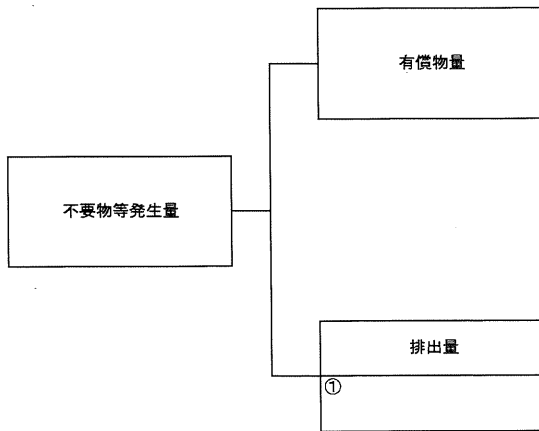 有償物量
不要物等発生量
排出量
①